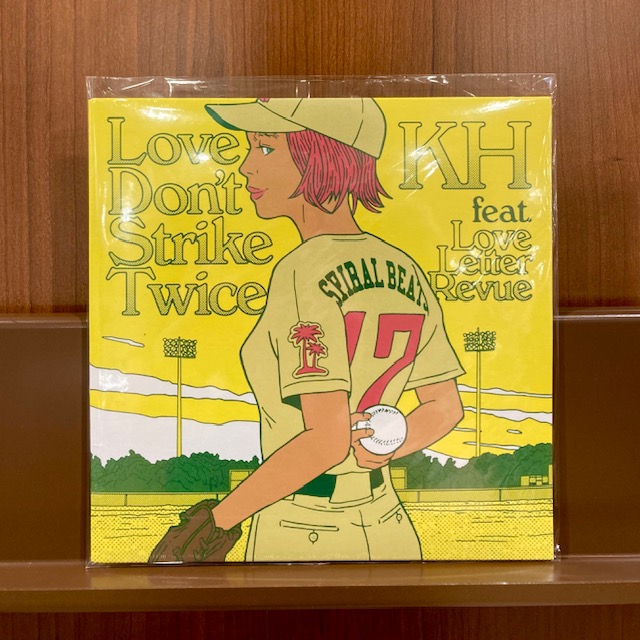 Love
Don't
Strike
Twice
KH
feat.
Love
Letter
Revue
SPIRAL BEATS
17